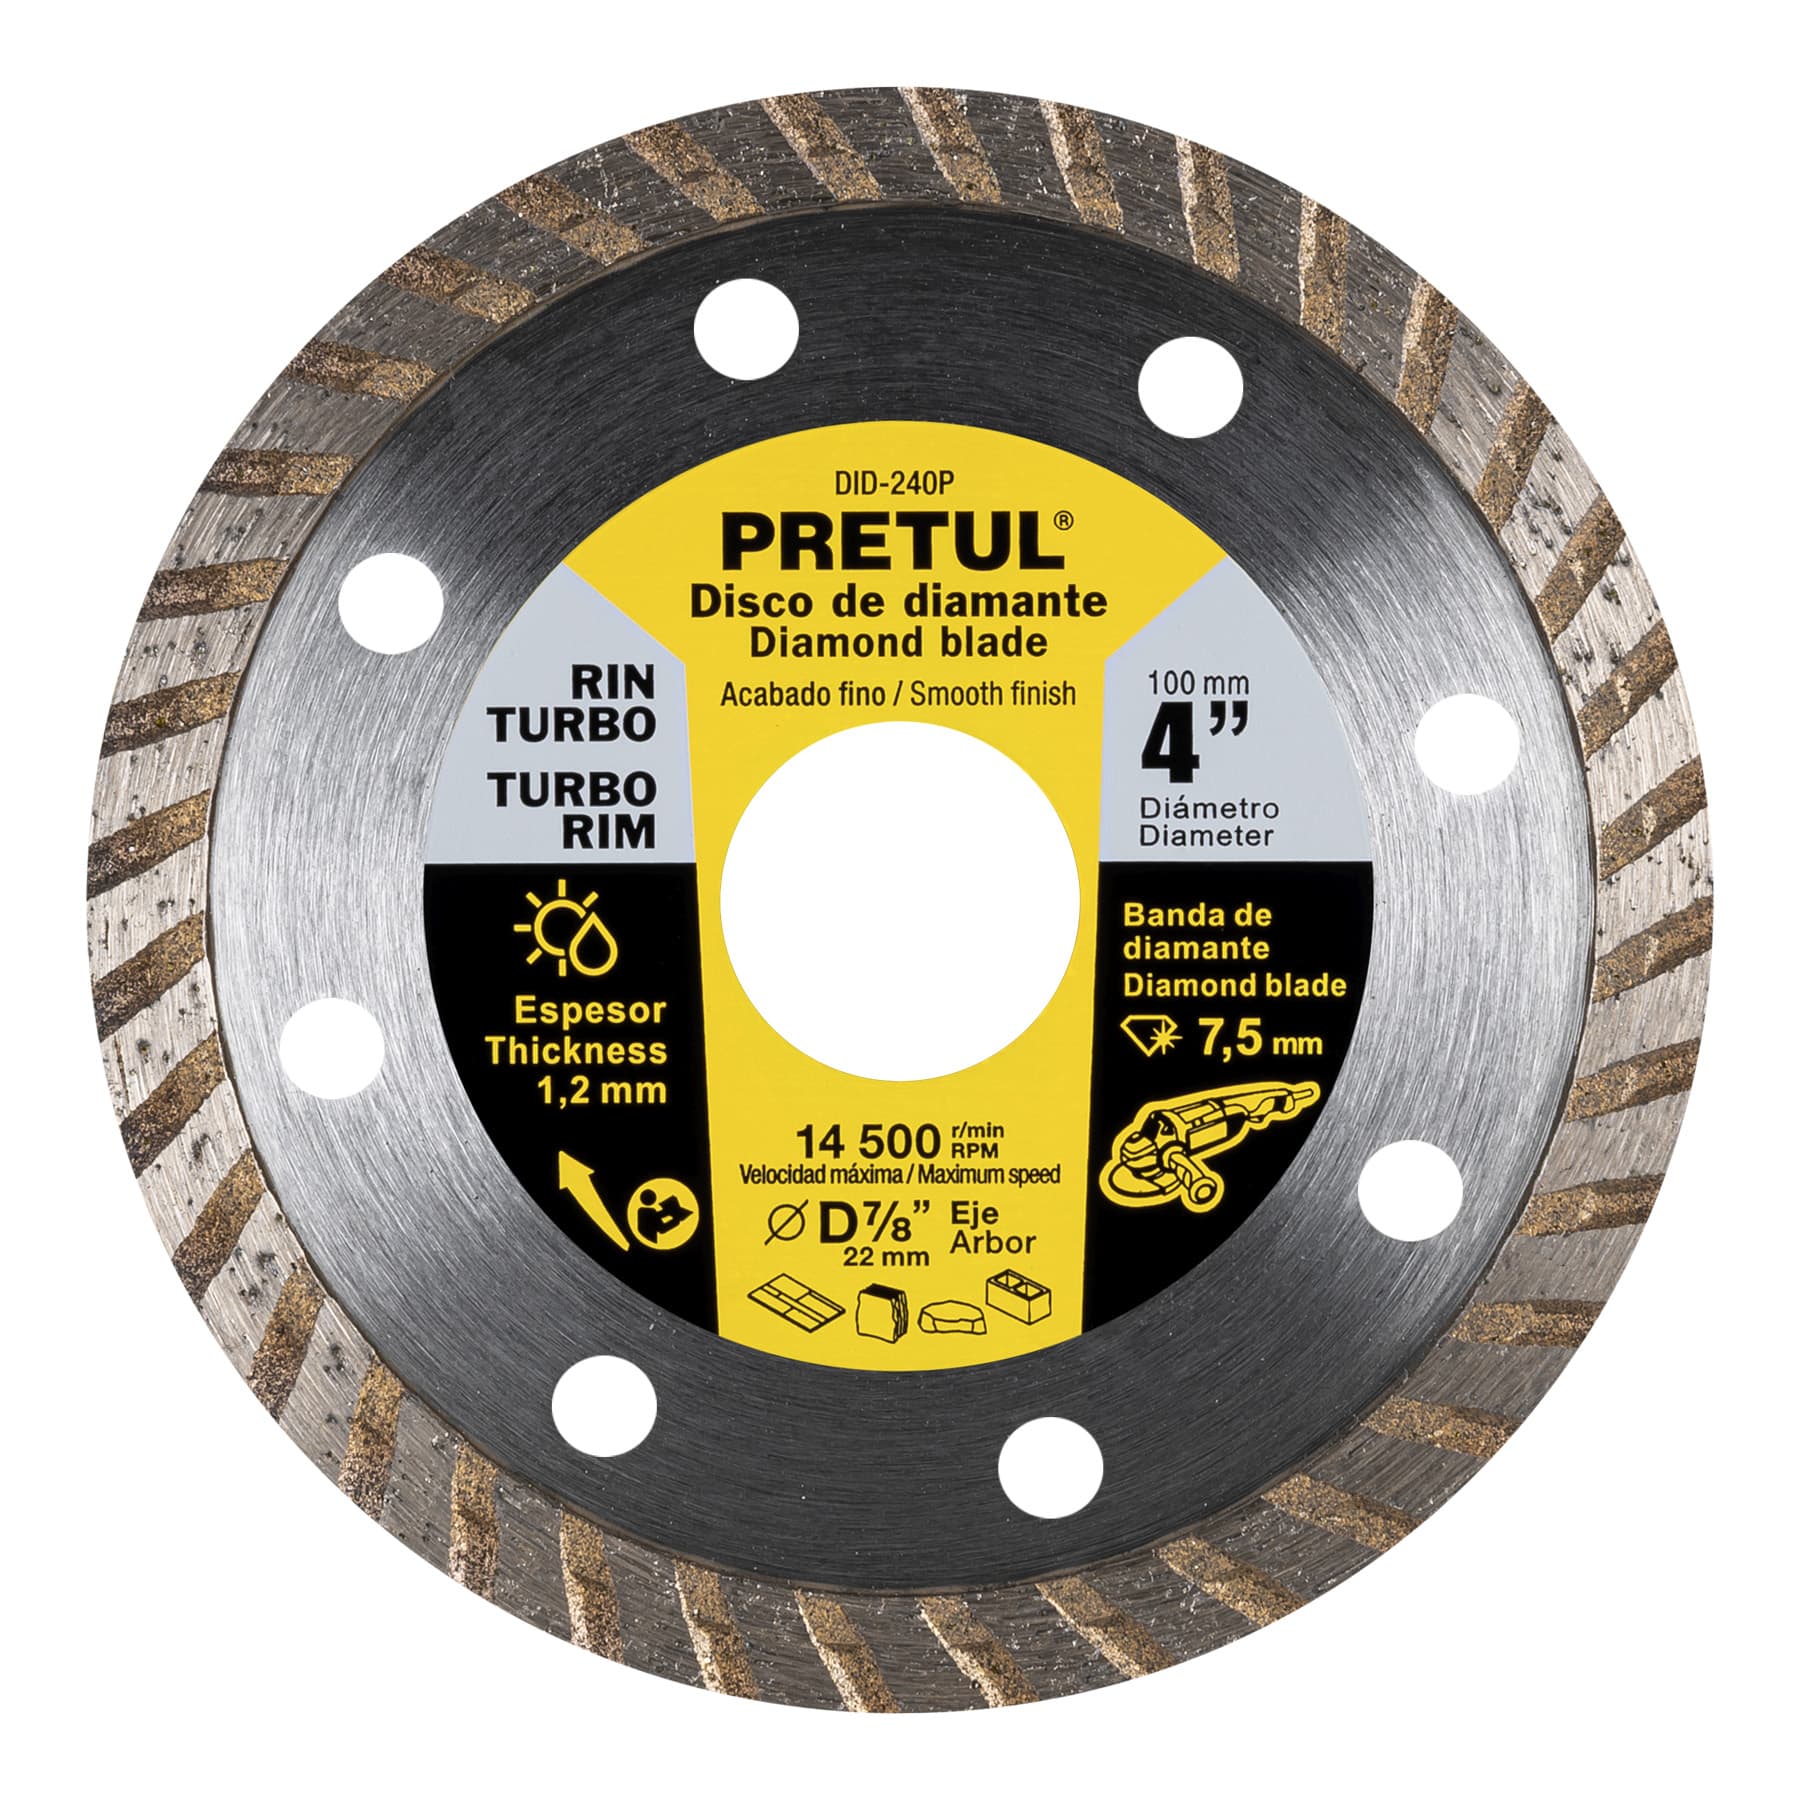 DID-240P
PRETUL®
Disco de diamante
Diamond blade
Acabado fino / Smooth finish
RIN
TURBO
TURBO
RIM
100 mm
4”
Diámetro
Diameter
Espesor
Thickness
1,2 mm
Banda de
diamante
Diamond blade
7,5 mm
14 500 r/min
RPM
Velocidad máxima / Maximum speed
Ø D 7/8” Eje
22 mm Arbor